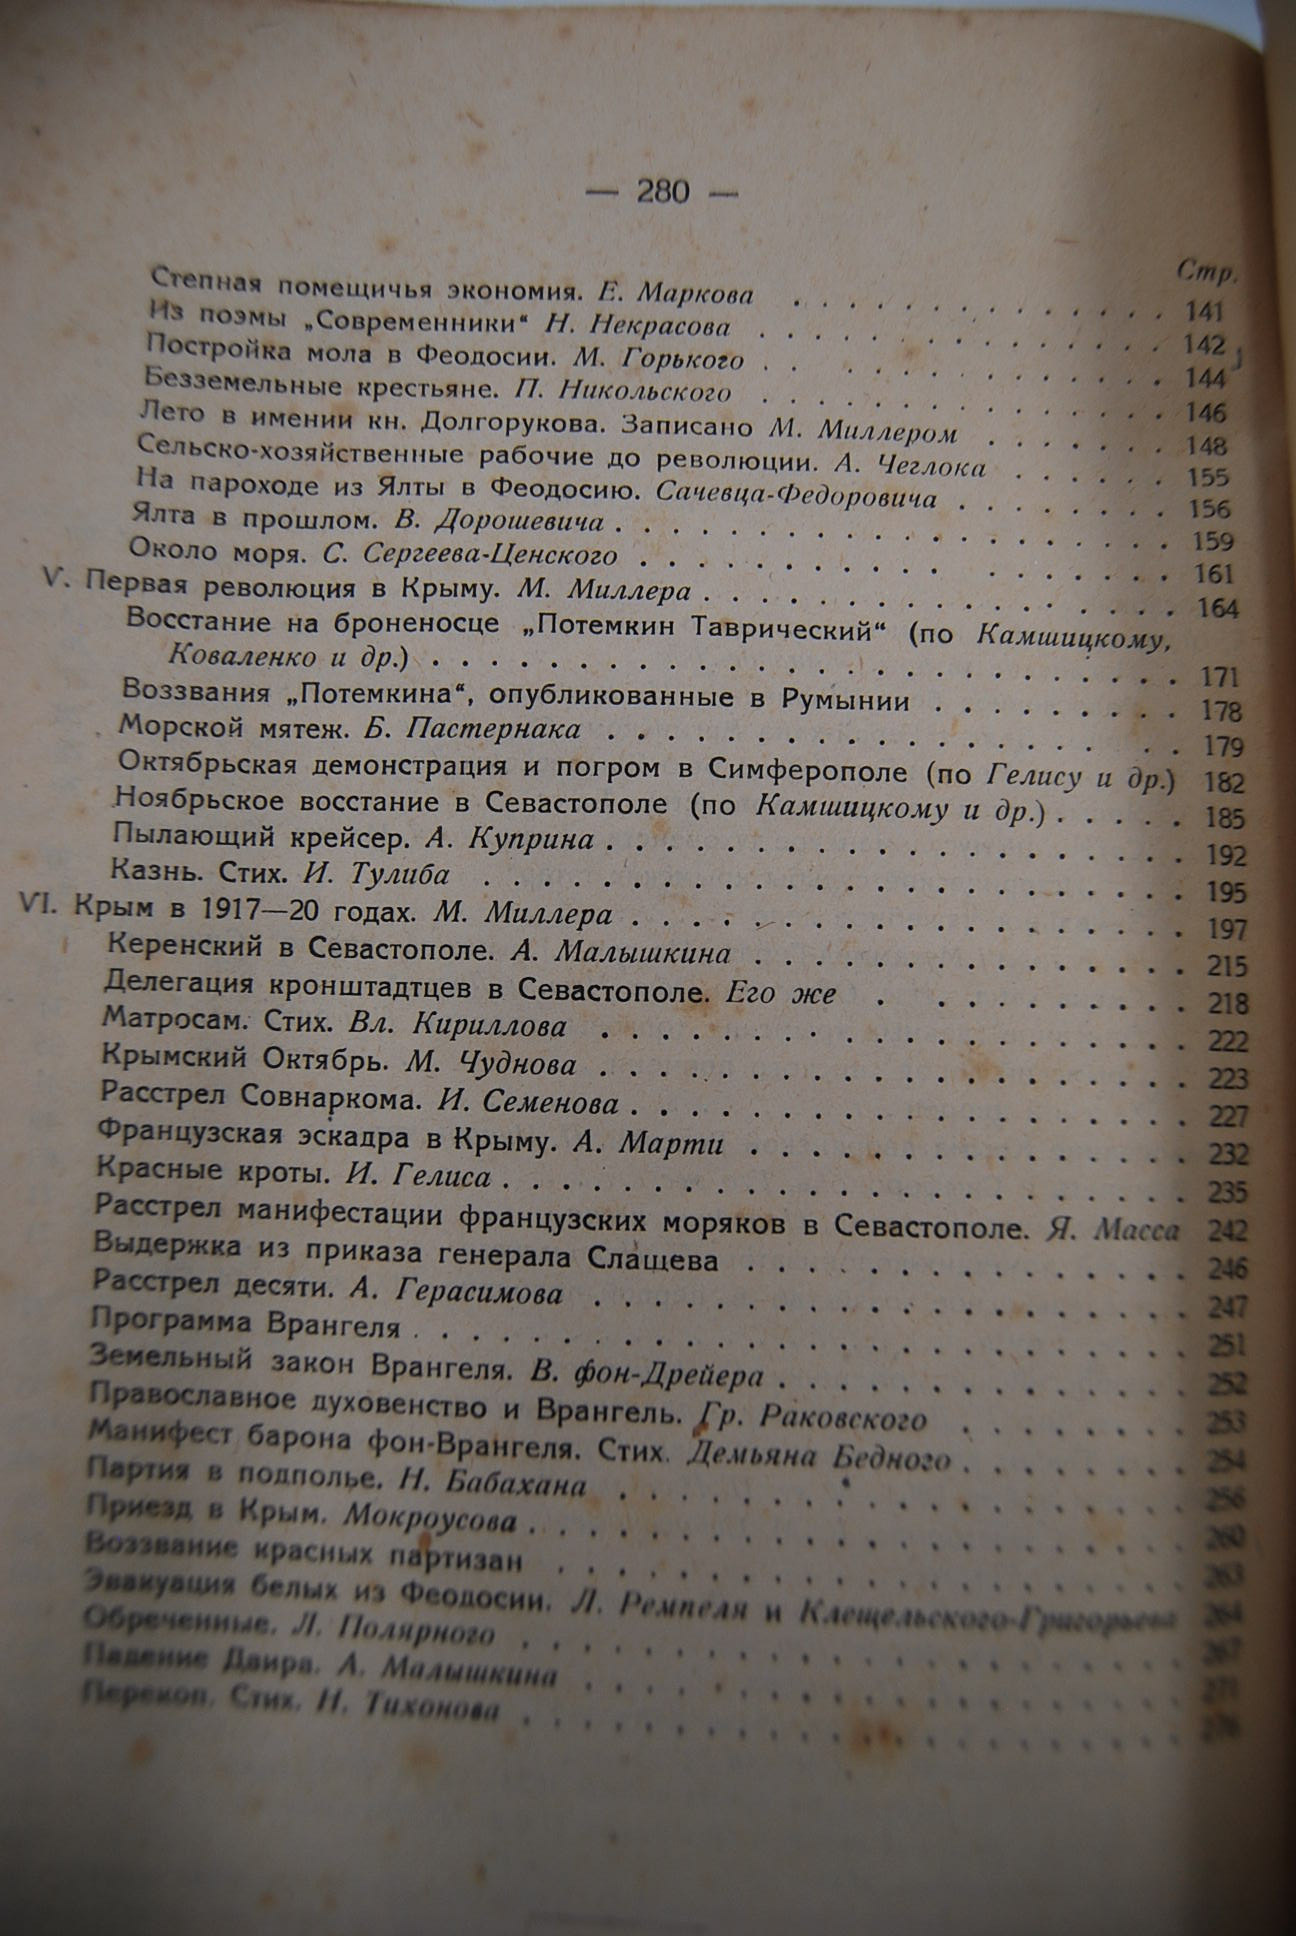 — 280 —
Стр.
Степная помещичья экономия. Е. Маркова . . . . . . . . . . . . . 141
Из поэмы „Современники“ Н. Некрасова . . . . . . . . . . . . . . 142
Постройка мола в Феодосии. М. Горького . . . . . . . . . . . . . 144
Безземельные крестьяне. П. Никольского . . . . . . . . . . . . . . 146
Лето в имении кн. Долгорукова. Записано М. Миллером . . . . . . . 148
Сельско-хозяйственные рабочие до революции. А. Чеглока . . . . . . 155
На пароходе из Ялты в Феодосию. Сачевца-Федоровича . . . . . . . . 156
Ялта в прошлом. В. Дорошевича . . . . . . . . . . . . . . . . . . 159
Около моря. С. Сергеева-Ценского . . . . . . . . . . . . . . . . . 161
V. Первая революция в Крыму. М. Миллера . . . . . . . . . . . . . . . 164
Восстание на броненосце „Потемкин Таврический“ (по Камшицкому,
Коваленко и др.) . . . . . . . . . . . . . . . . . . . . . . . . 171
Воззвания „Потемкина“, опубликованные в Румынии . . . . . . . . . 178
Морской мятеж. Б. Пастернака . . . . . . . . . . . . . . . . . . . 179
Октябрьская демонстрация и погром в Симферополе (по Гелису и др.) 182
Ноябрьское восстание в Севастополе (по Камшицкому и др.) . . . . . 185
Пылающий крейсер. А. Куприна . . . . . . . . . . . . . . . . . . . 192
Казнь. Стих. И. Тулиба . . . . . . . . . . . . . . . . . . . . . . . 195
VI. Крым в 1917—20 годах. М. Миллера . . . . . . . . . . . . . . . . . . 197
Керенский в Севастополе. А. Малышкина . . . . . . . . . . . . . . . 215
Делегация кронштадтцев в Севастополе. Его же . . . . . . . . . . . 218
Матросам. Стих. Вл. Кириллова . . . . . . . . . . . . . . . . . . . 222
Крымский Октябрь. М. Чуднова . . . . . . . . . . . . . . . . . . . 223
Расстрел Совнаркома. И. Семенова . . . . . . . . . . . . . . . . . . 227
Французская эскадра в Крыму. А. Марти . . . . . . . . . . . . . . . 232
Красные кроты. И. Гелиса . . . . . . . . . . . . . . . . . . . . . . 235
Расстрел манифестации французских моряков в Севастополе. Я. Масса 242
Выдержка из приказа генерала Слащева . . . . . . . . . . . . . . . 246
Расстрел десяти. А. Герасимова . . . . . . . . . . . . . . . . . . . 247
Программа Врангеля . . . . . . . . . . . . . . . . . . . . . . . . . 251
Земельный закон Врангеля. В. фон-Дрейера . . . . . . . . . . . . . . 252
Православное духовенство и Врангель. Гр. Раковского . . . . . . . . 253
Манифест барона фон-Врангеля. Стих. Демьяна Бедного . . . . . . . . 254
Партия в подполье. Н. Бабахана . . . . . . . . . . . . . . . . . . . 256
Приезд в Крым. Мокроусова . . . . . . . . . . . . . . . . . . . . . 260
Воззвание красных партизан . . . . . . . . . . . . . . . . . . . . . 263
Эвакуация белых из Феодосии. Л. Ремпеля и Клещельского-Григорьева 264
Обреченные. Л. Полярного . . . . . . . . . . . . . . . . . . . . . . 267
Падение Даира. А. Малышкина . . . . . . . . . . . . . . . . . . . . 271
Перекоп. Стих. Н. Тихонова . . . . . . . . . . . . . . . . . . . . . 276